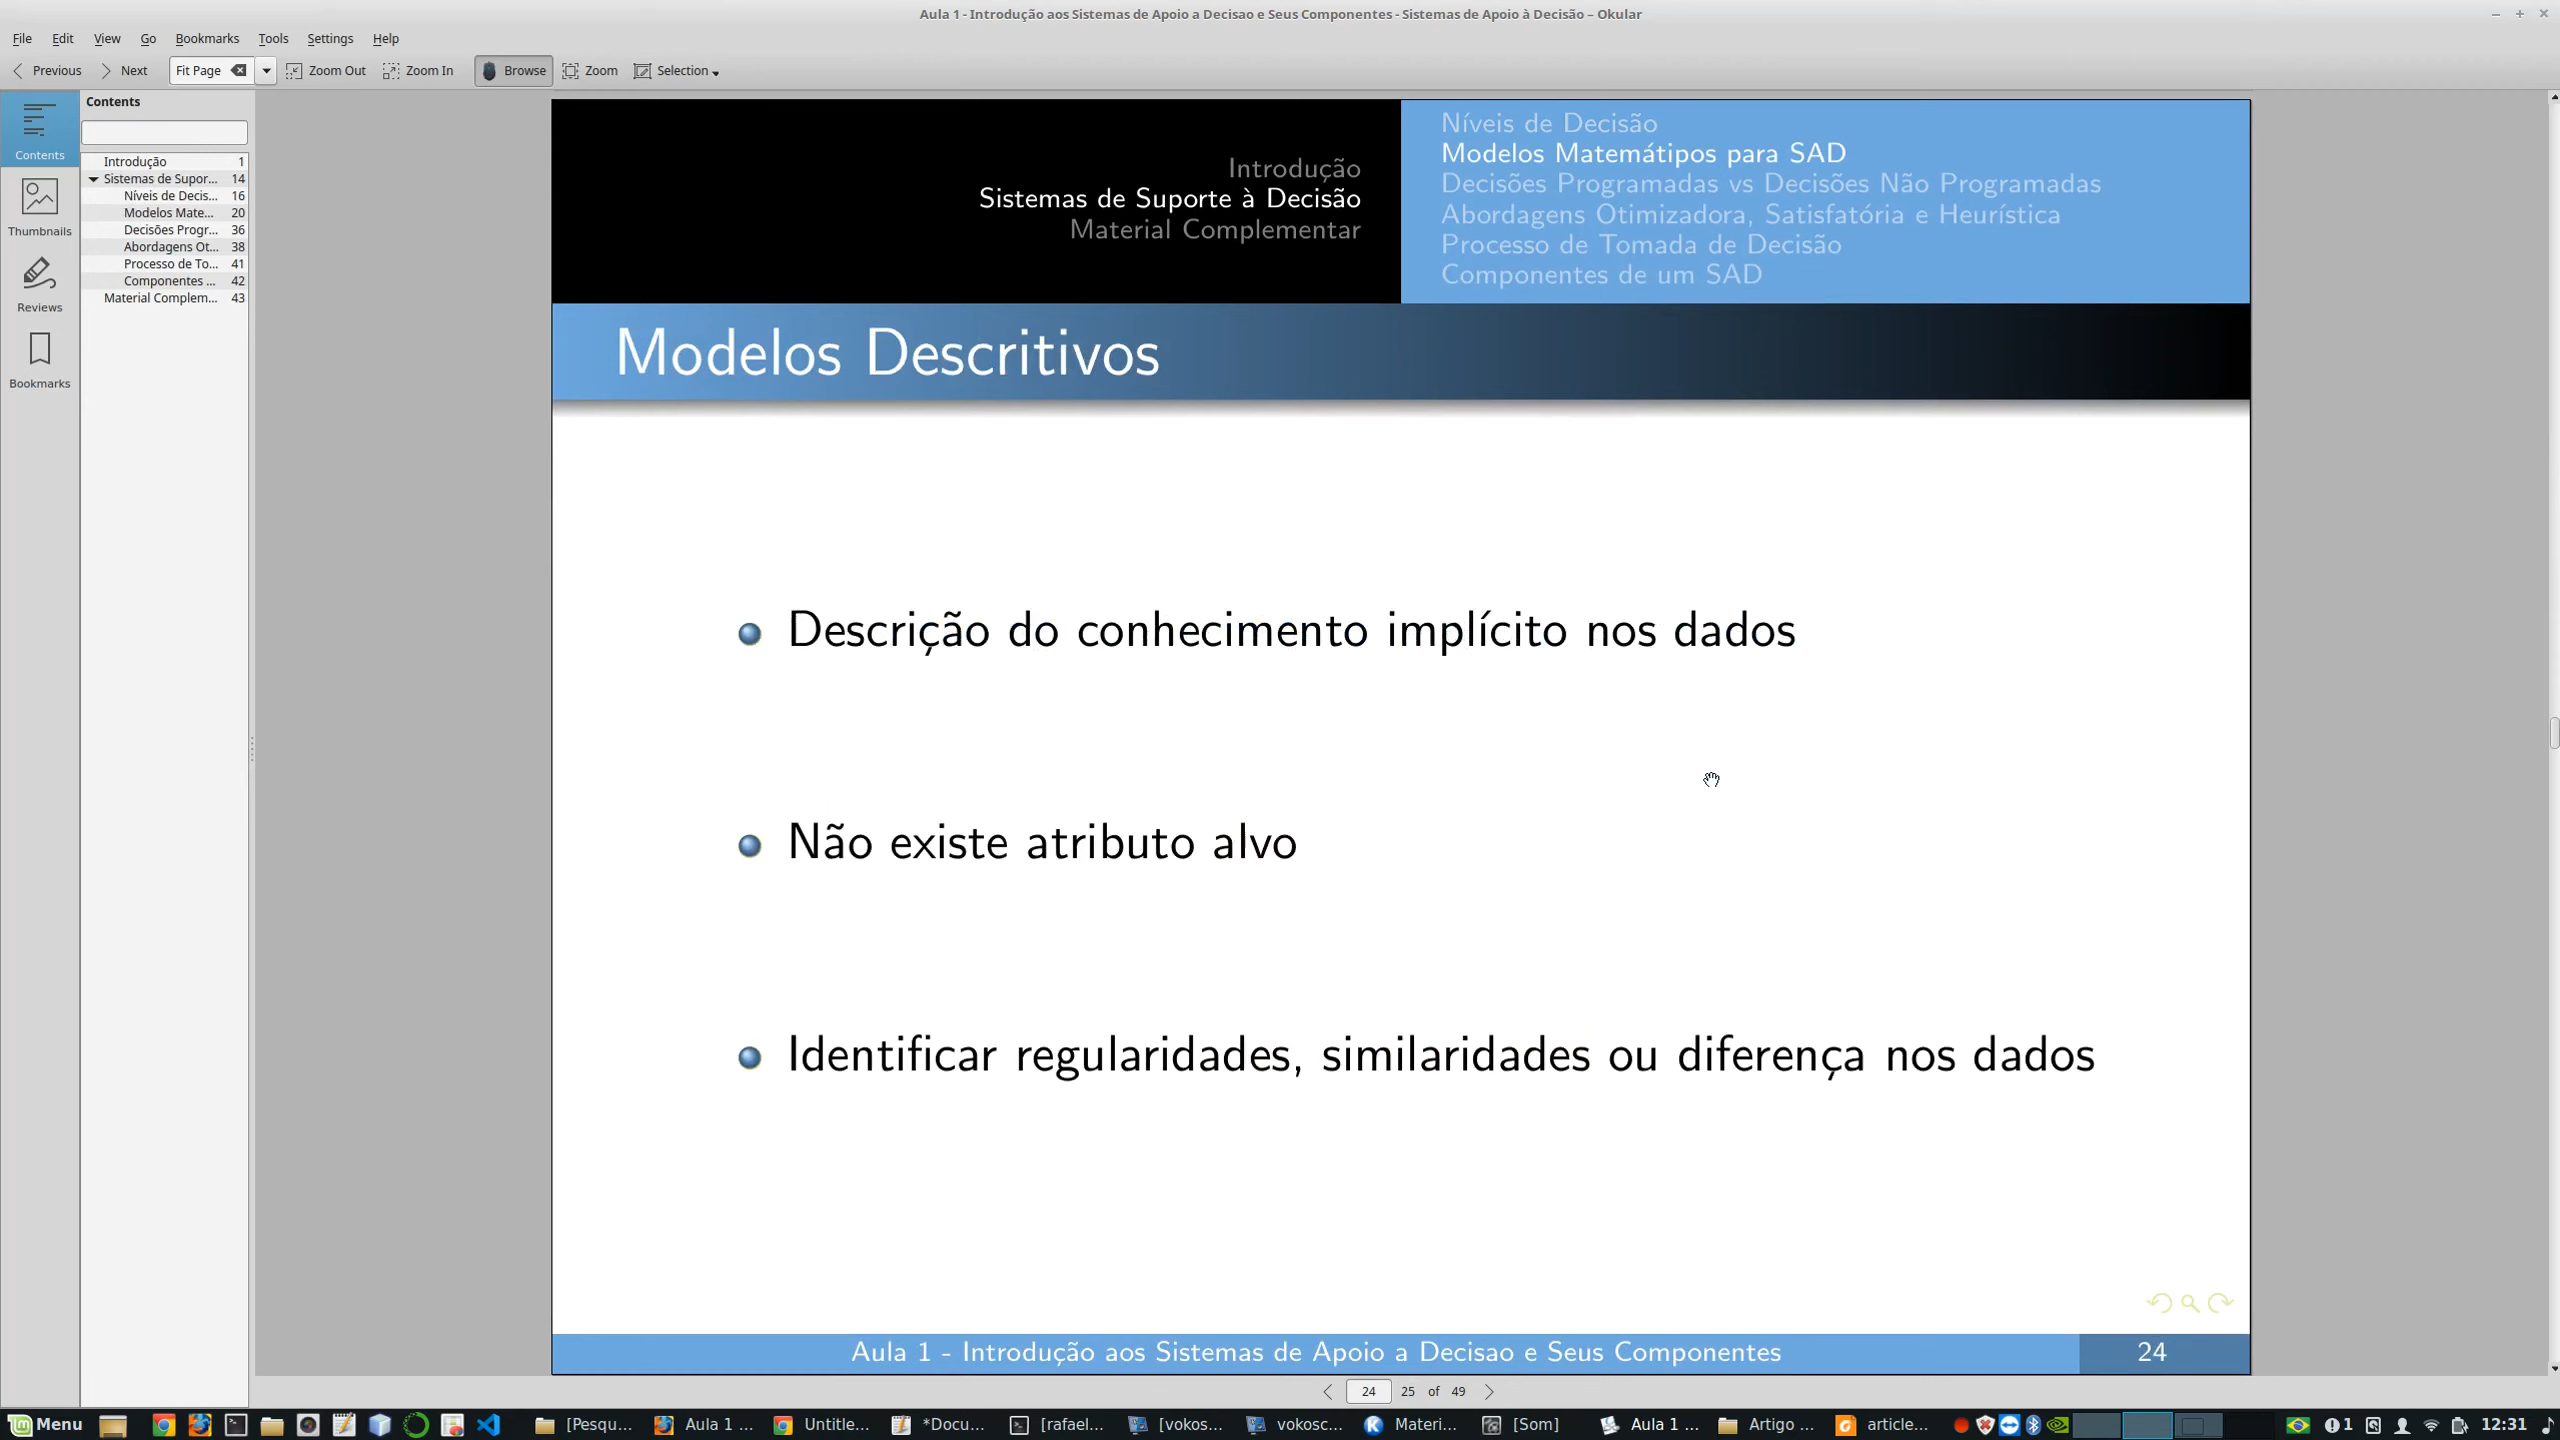 Aula 1 - Introdução aos Sistemas de Apoio a Decisao e Seus Componentes - Sistemas de Apoio à Decisão – Okular
File Edit View Go Bookmarks Tools Settings Help
Previous Next Fit Page Zoom Out Zoom In Browse Zoom Selection
Contents
Thumbnails
Reviews
Bookmarks
Contents
Introdução 1
Sistemas de Supor... 14
Níveis de Decis... 16
Modelos Mate... 20
Decisões Progr... 36
Abordagens Ot... 38
Processo de To... 41
Componentes ... 42
Material Complem... 43
Introdução
Sistemas de Suporte à Decisão
Material Complementar
Níveis de Decisão
Modelos Matemátipos para SAD
Decisões Programadas vs Decisões Não Programadas
Abordagens Otimizadora, Satisfatória e Heurística
Processo de Tomada de Decisão
Componentes de um SAD
Modelos Descritivos
Descrição do conhecimento implícito nos dados
Não existe atributo alvo
Identificar regularidades, similaridades ou diferença nos dados
Aula 1 - Introdução aos Sistemas de Apoio a Decisao e Seus Componentes 24
24 25 of 49
Menu [Pesqu... Aula 1 ... Untitle... *Docu... [rafael... [vokos... vokosc... Materi... [Som] Aula 1 ... Artigo ... article... 1 12:31